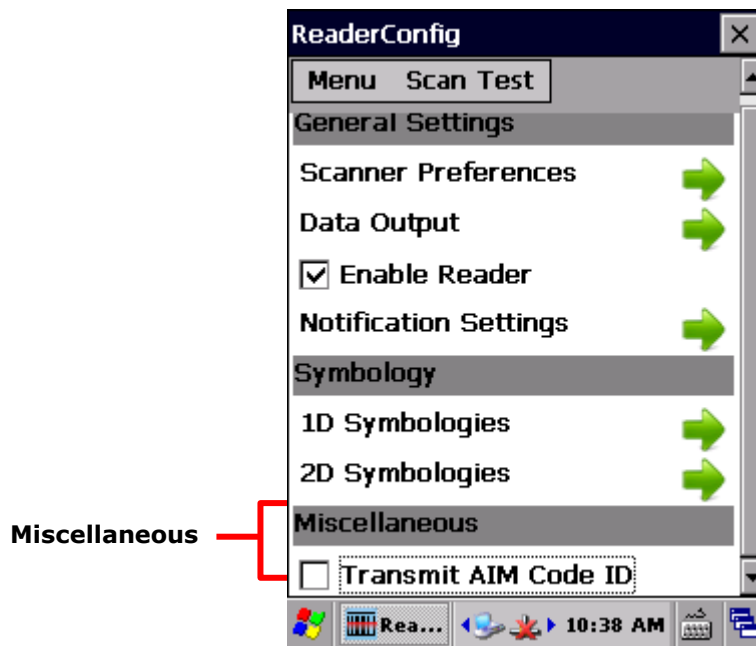 ReaderConfig
Menu Scan Test
General Settings
Scanner Preferences
Data Output
Enable Reader
Notification Settings
Symbology
1D Symbologies
2D Symbologies
Miscellaneous
Miscellaneous
Transmit AIM Code ID
Rea... 10:38 AM